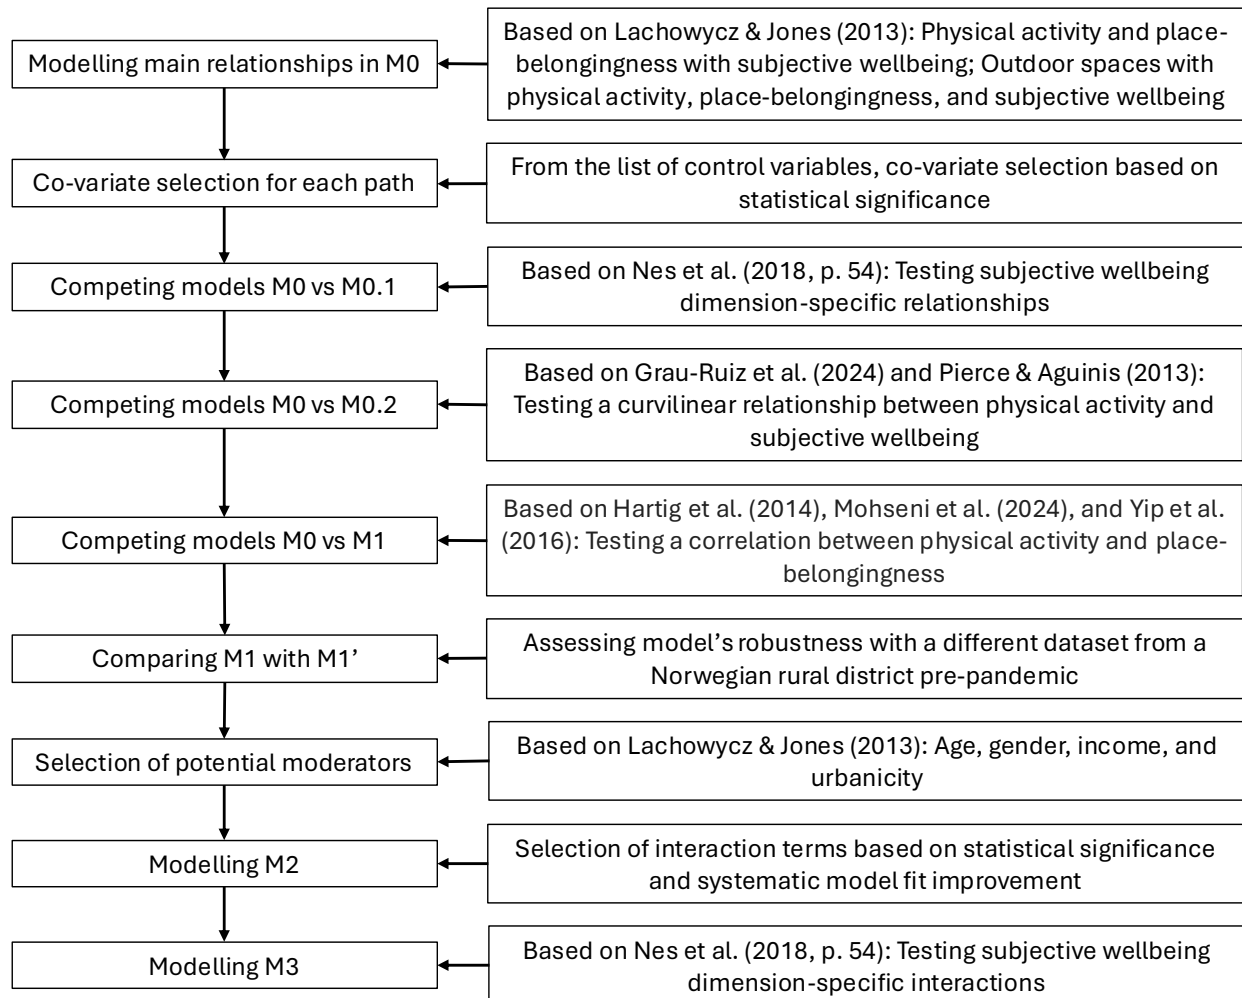 Modelling main relationships in M0
Based on Lachowycz & Jones (2013): Physical activity and place-
belongingness with subjective wellbeing; Outdoor spaces with
physical activity, place-belongingness, and subjective wellbeing
Co-variate selection for each path
From the list of control variables, co-variate selection based on
statistical significance
Competing models M0 vs M0.1
Based on Nes et al. (2018, p. 54): Testing subjective wellbeing
dimension-specific relationships
Competing models M0 vs M0.2
Based on Grau-Ruiz et al. (2024) and Pierce & Aguinis (2013):
Testing a curvilinear relationship between physical activity and
subjective wellbeing
Competing models M0 vs M1
Based on Hartig et al. (2014), Mohseni et al. (2024), and Yip et al.
(2016): Testing a correlation between physical activity and place-
belongingness
Comparing M1 with M1’
Assessing model’s robustness with a different dataset from a
Norwegian rural district pre-pandemic
Selection of potential moderators
Based on Lachowycz & Jones (2013): Age, gender, income, and
urbanicity
Modelling M2
Selection of interaction terms based on statistical significance
and systematic model fit improvement
Modelling M3
Based on Nes et al. (2018, p. 54): Testing subjective wellbeing
dimension-specific interactions